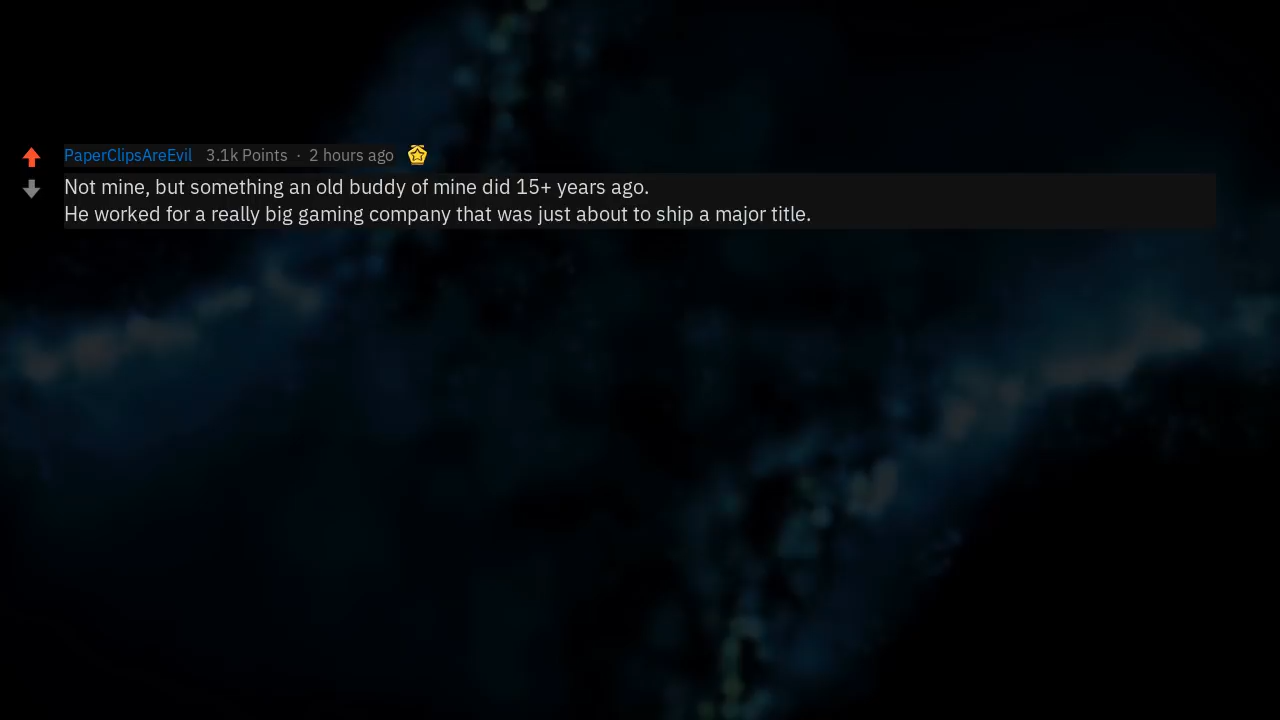 PaperClipsAreEvil 3.1k Points · 2 hours ago
Not mine, but something an old buddy of mine did 15+ years ago.
He worked for a really big gaming company that was just about to ship a major title.